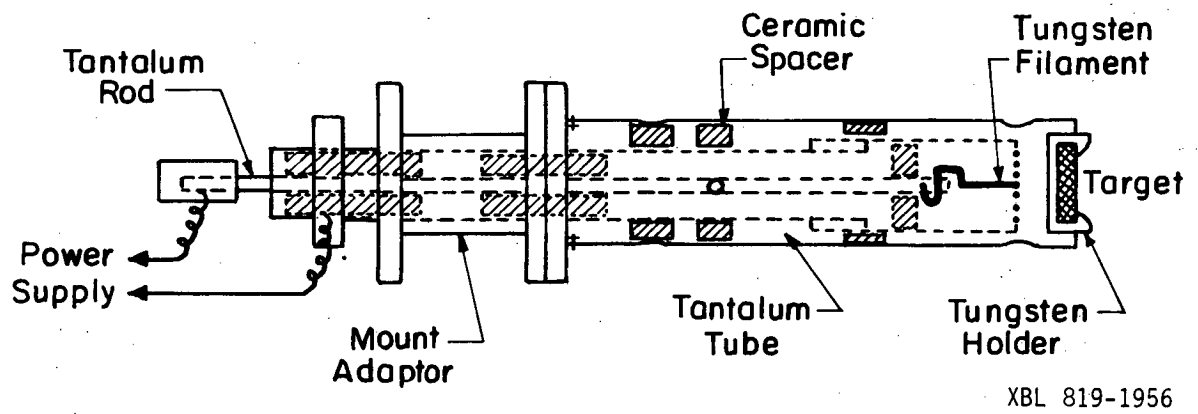 Ceramic
Spacer
Tungsten
Filament
Tantalum
Rod
Target
Power
Supply
Mount
Adaptor
Tantalum
Tube
Tungsten
Holder
XBL 819-1956